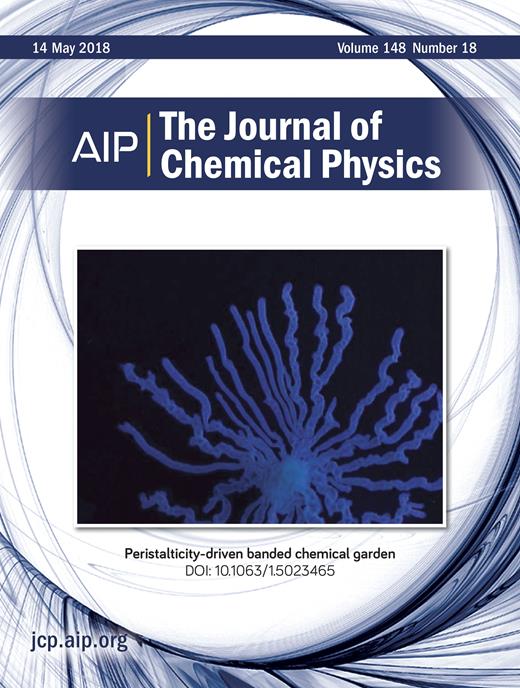 14 May 2018
Volume 148 Number 18
AIP
The Journal of
Chemical Physics
Peristalticity-driven banded chemical garden
DOI: 10.1063/1.5023465
jcp.aip.org